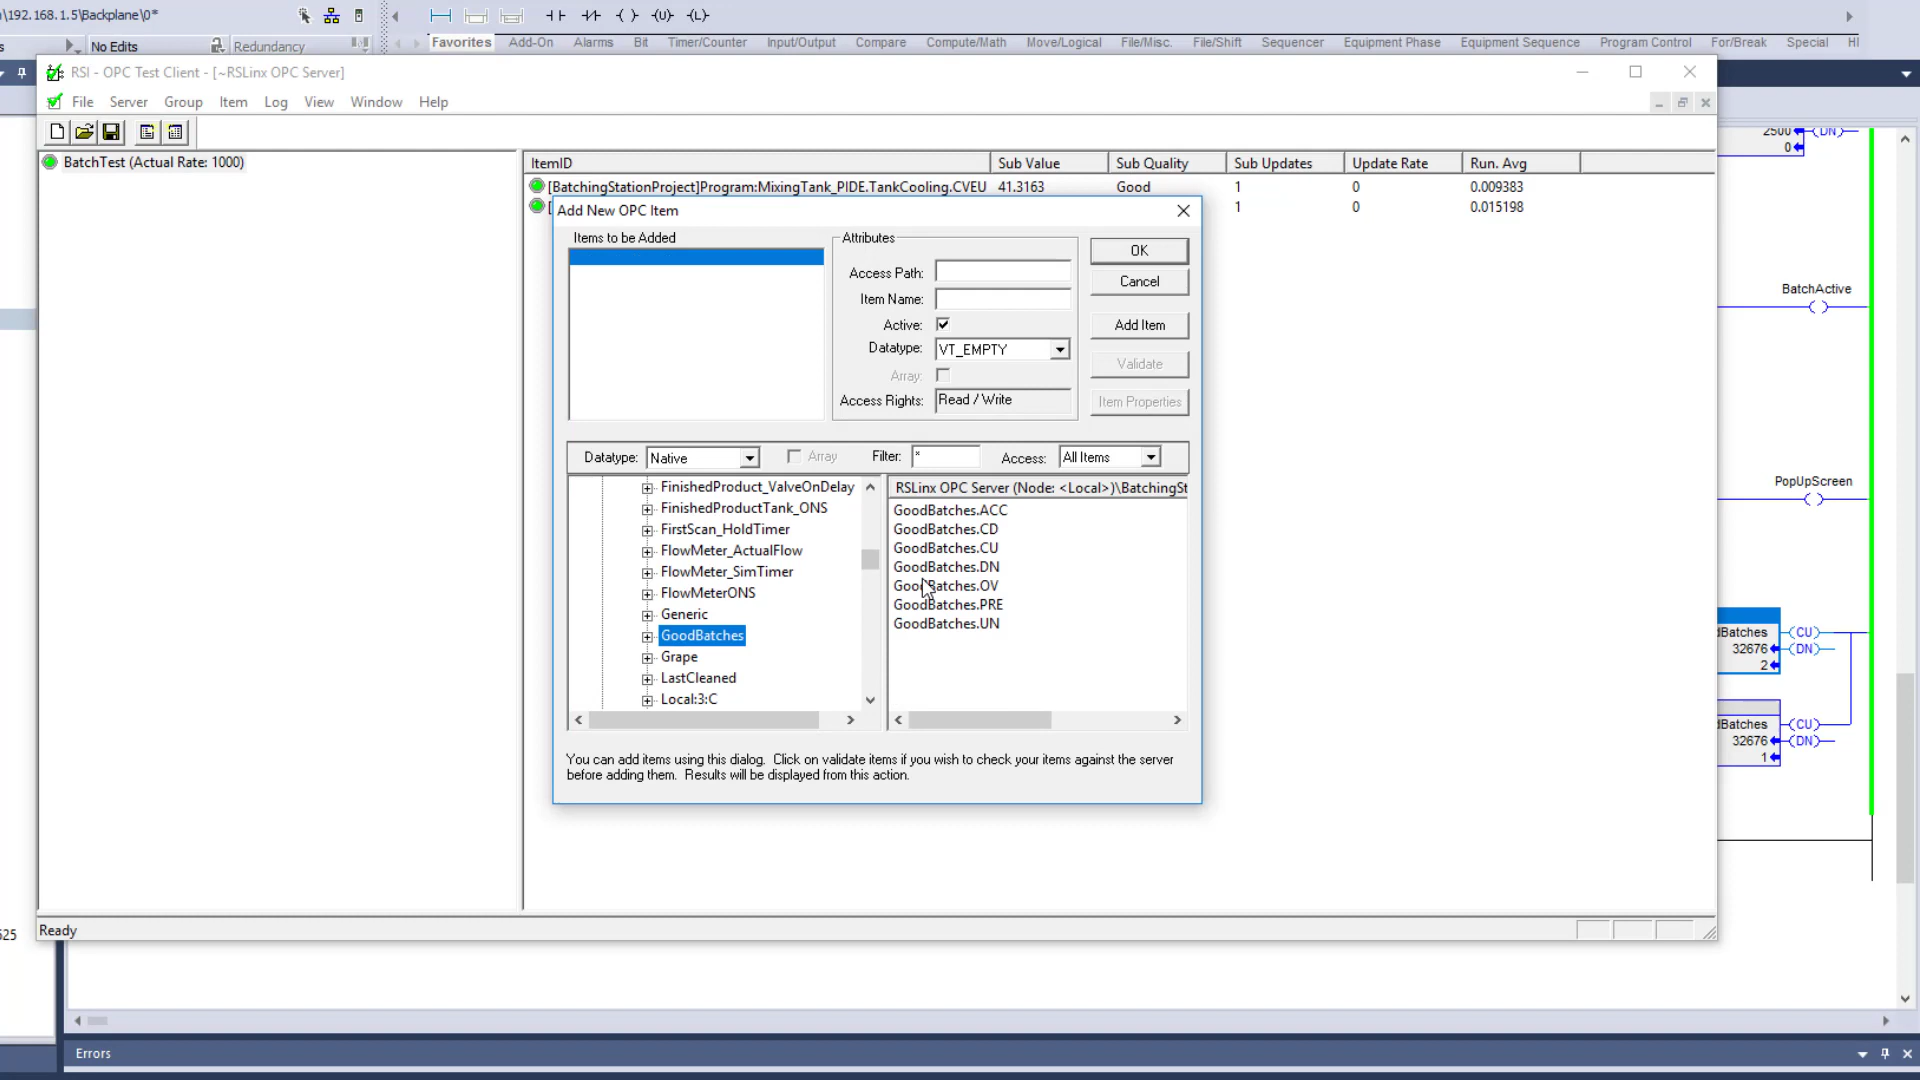 \192.168.1.5\Backplane\0*
No Edits
Redundancy
Favorites Add-On Alarms Bit Timer/Counter Input/Output Compare Compute/Math Move/Logical File/Misc. File/Shift Sequencer Equipment Phase Equipment Sequence Program Control For/Break Special HI
RSI - OPC Test Client - [~RSLinx OPC Server]
File Server Group Item Log View Window Help
BatchTest (Actual Rate: 1000)
ItemID Sub Value Sub Quality Sub Updates Update Rate Run. Avg
[BatchingStationProject]Program:MixingTank_PIDE.TankCooling.CVEU 41.3163 Good 1 0 0.009383
[ 1 0 0.015198
Add New OPC Item
Items to be Added
Attributes
Access Path:
Item Name:
Active:
Datatype: VT_EMPTY
Array:
Access Rights: Read / Write
OK
Cancel
Add Item
Validate
Item Properties
Datatype: Native Array Filter: * Access: All Items
FinishedProduct_ValveOnDelay
FinishedProductTank_ONS
FirstScan_HoldTimer
FlowMeter_ActualFlow
FlowMeter_SimTimer
FlowMeterONS
Generic
GoodBatches
Grape
LastCleaned
Local:3:C
RSLinx OPC Server (Node: <Local>)\BatchingSt
GoodBatches.ACC
GoodBatches.CD
GoodBatches.CU
GoodBatches.DN
GoodBatches.OV
GoodBatches.PRE
GoodBatches.UN
You can add items using this dialog. Click on validate items if you wish to check your items against the server
before adding them. Results will be displayed from this action.
2500 (DN)
0
BatchActive
PopUpScreen
dBatches (CU)
32676 (DN)
2
dBatches (CU)
32676 (DN)
1
Ready
525
Errors